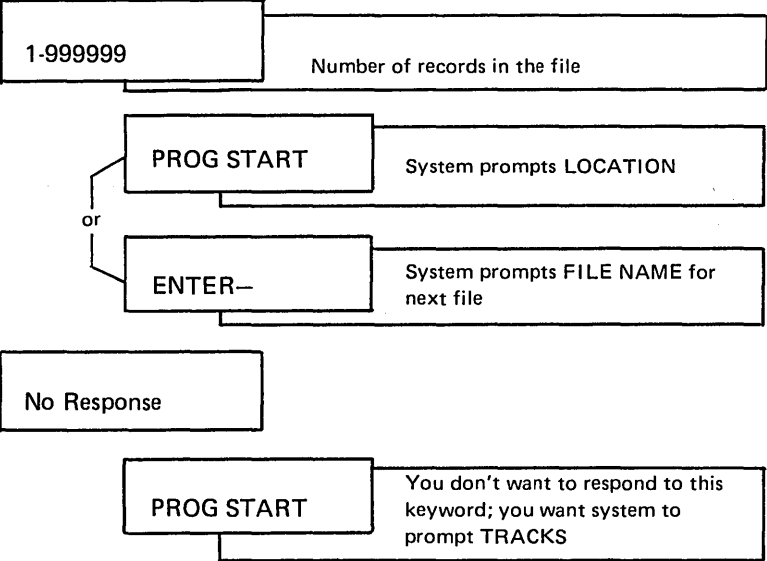 1-999999
Number of records in the file
PROG START
System prompts LOCATION
or
ENTER–
System prompts FILE NAME for
next file
No Response
PROG START
You don't want to respond to this
keyword; you want system to
prompt TRACKS